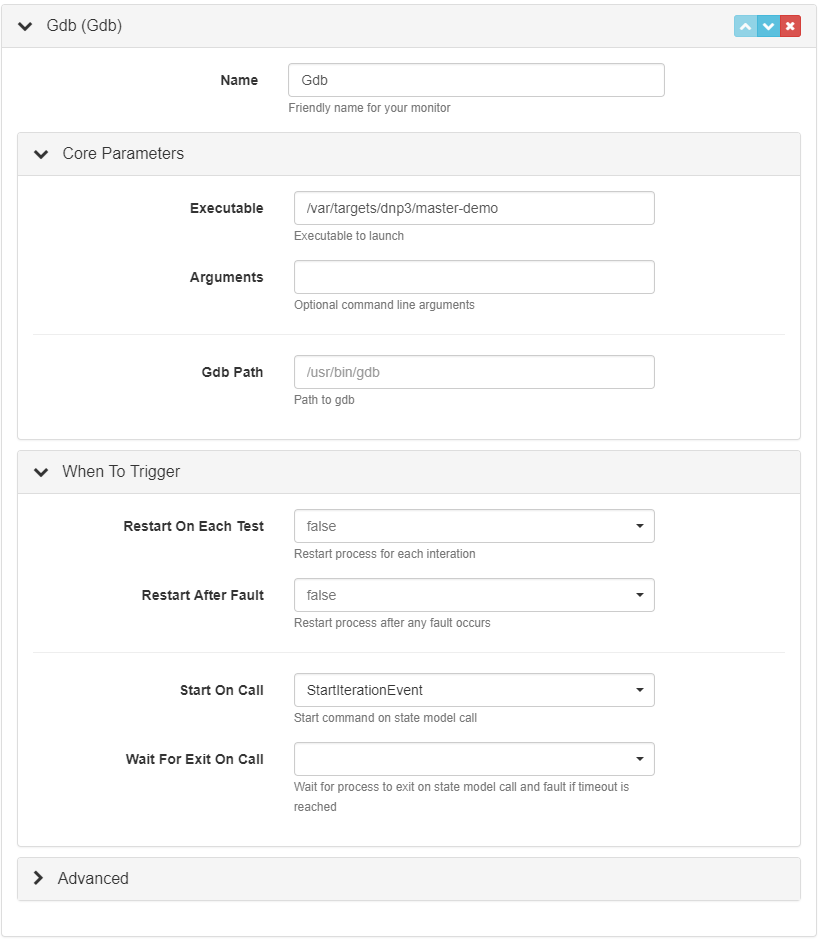 Gdb (Gdb)
Name
Gdb
Friendly name for your monitor
Core Parameters
Executable
/var/targets/dnp3/master-demo
Executable to launch
Arguments
Optional command line arguments
Gdb Path
/usr/bin/gdb
Path to gdb
When To Trigger
Restart On Each Test
false
Restart process for each interation
Restart After Fault
false
Restart process after any fault occurs
Start On Call
StartIterationEvent
Start command on state model call
Wait For Exit On Call
Wait for process to exit on state model call and fault if timeout is
reached
Advanced